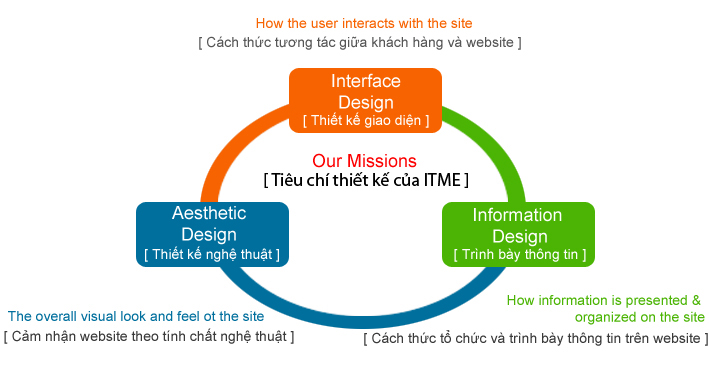 How the user interacts with the site
[ Cách thức tương tác giữa khách hàng và website ]
Interface
Design
[ Thiết kế giao diện ]
Our Missions
[ Tiêu chí thiết kế của ITME ]
Aesthetic
Design
[ Thiết kế nghệ thuật ]
Information
Design
[ Trình bày thông tin ]
The overall visual look and feel ot the site
[ Cảm nhận website theo tính chất nghệ thuật ]
How information is presented &
organized on the site
[ Cách thức tổ chức và trình bày thông tin trên website ]